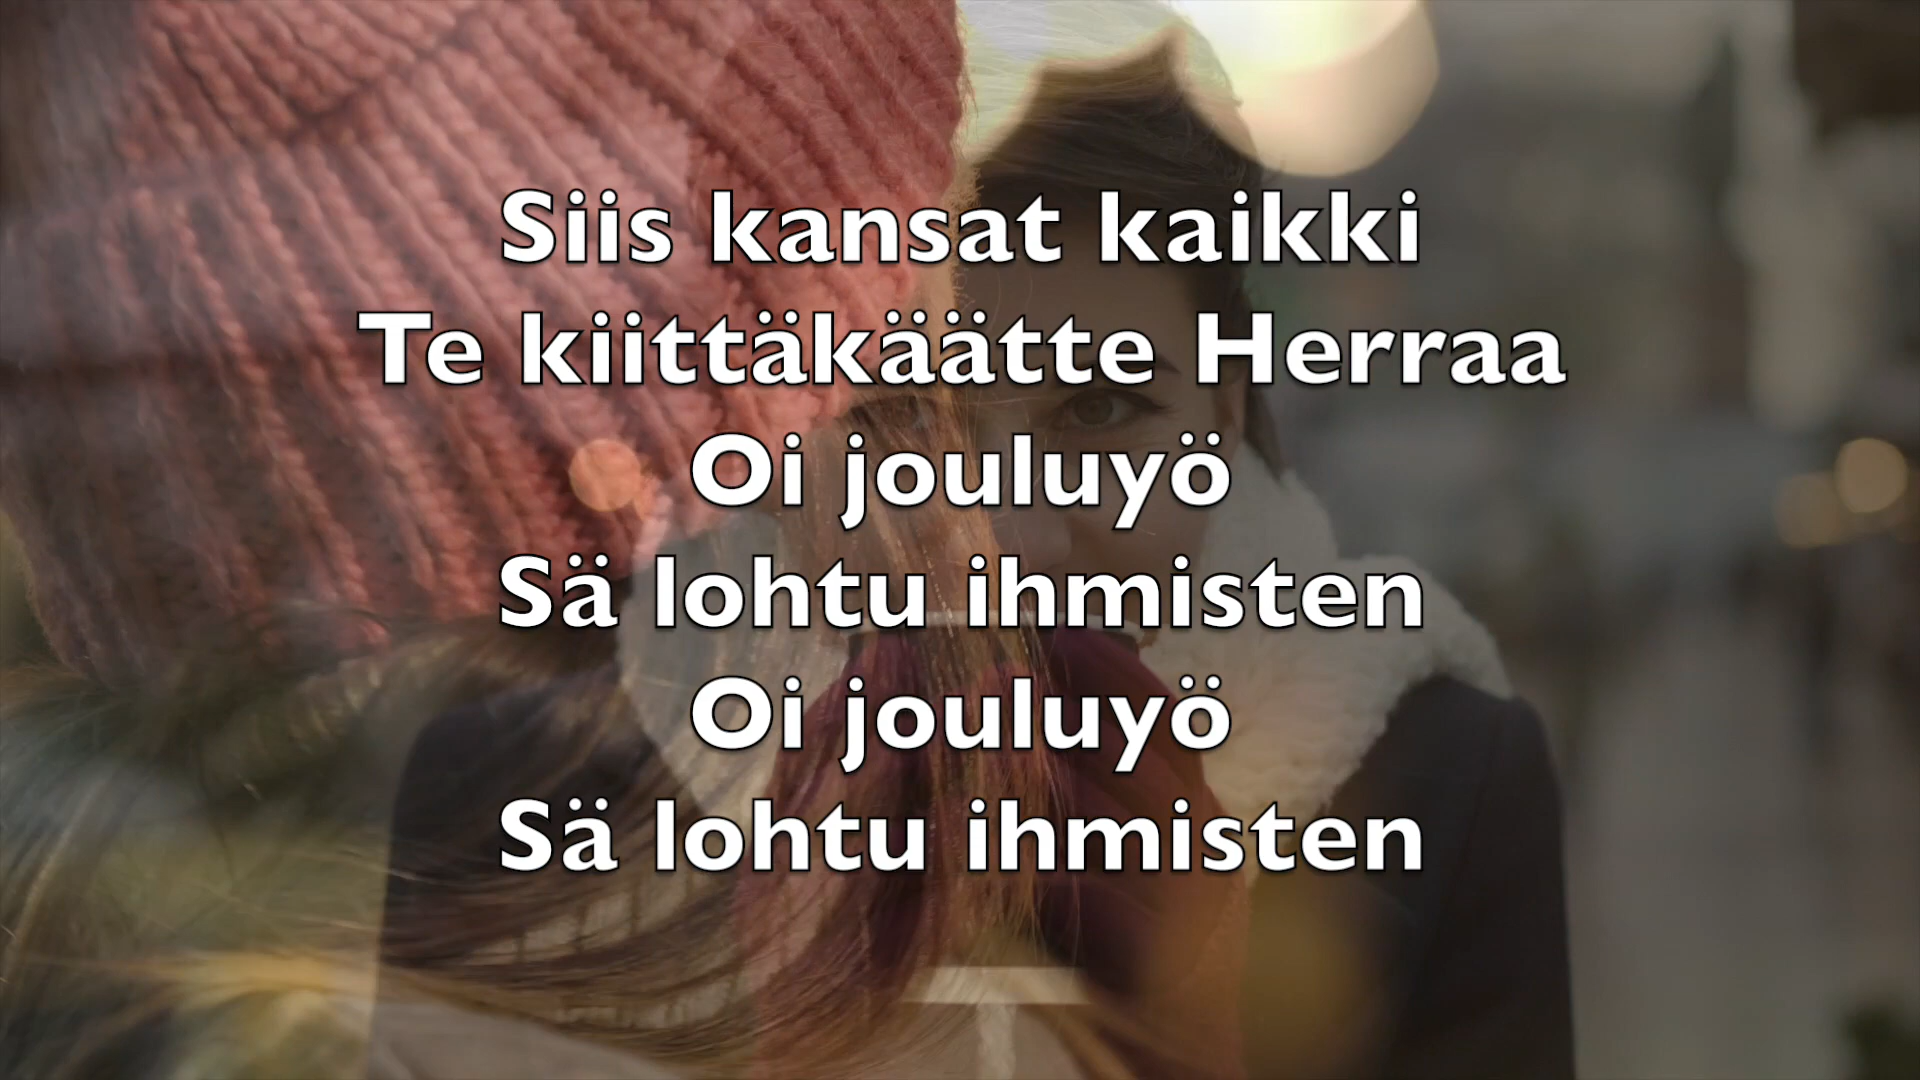 Siis kansat kaikki
Te kiittäkäätte Herraa
Oi jouluyö
Sä lohtu ihmisten
Oi jouluyö
Sä lohtu ihmisten